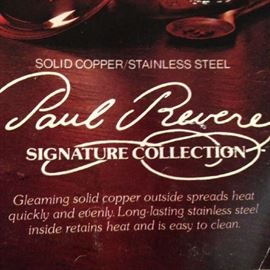 SOLID COPPER/STAINLESS STEEL
Paul Revere
SIGNATURE COLLECTION
Gleaming solid copper outside spreads heat
quickly and evenly. Long-lasting stainless steel
inside retains heat and is easy to clean.